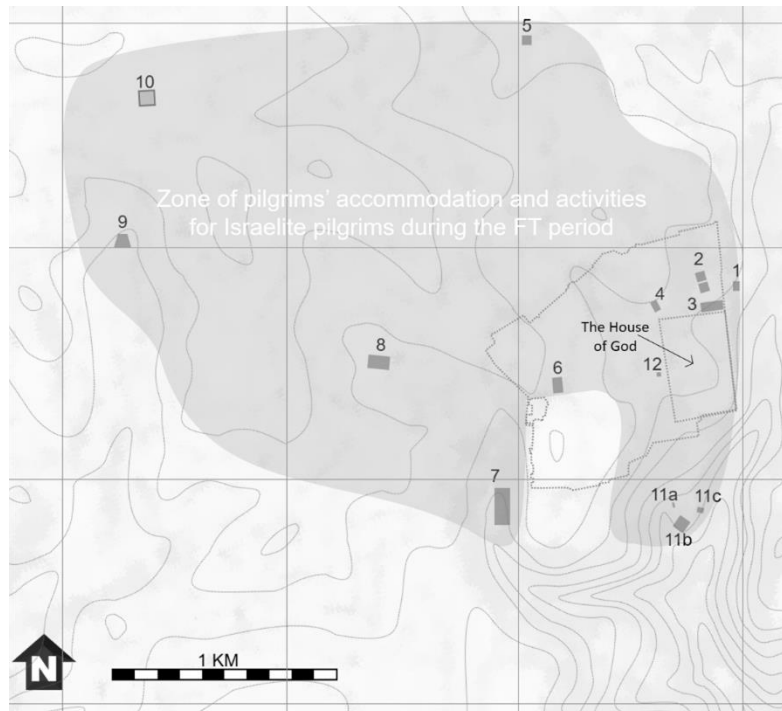 5
10
Zone of pilgrims' accommodation and activities
for Israelite pilgrims during the FT period
9
2
1
4
3
The House
of God
8
12
6
7
11a
11c
11b
N
1 KM